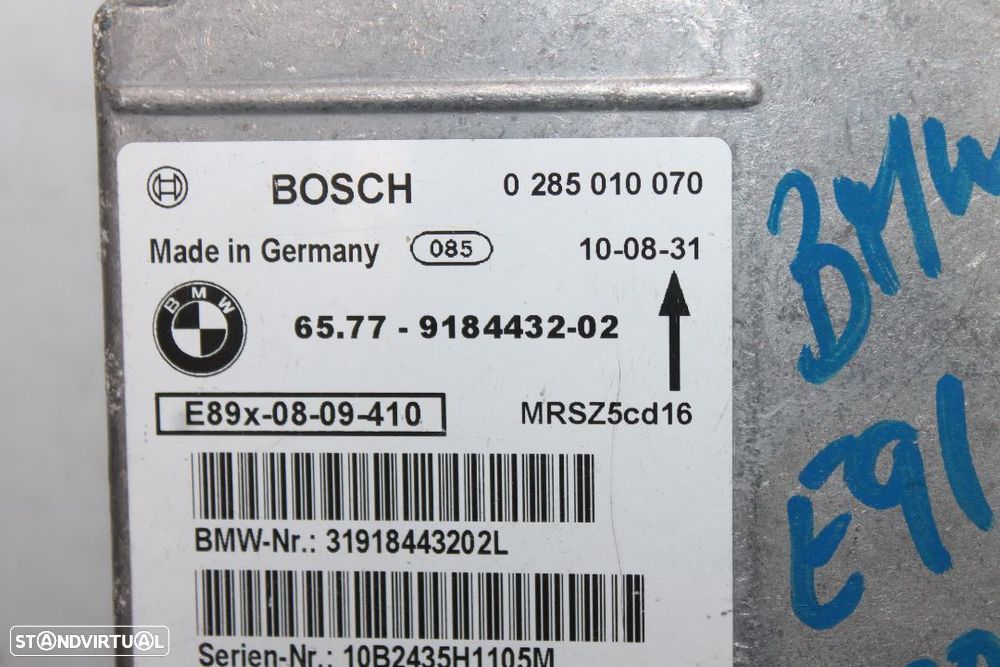 BOSCH 0 285 010 070
Made in Germany 085 10-08-31
BMW
65.77 - 9184432-02
E89x-08-09-410 MRSZ5cd16
BMW-Nr.: 31918443202L
Serien-Nr.: 10B2435H1105M
BMW
E91
STANDVIRTUAL